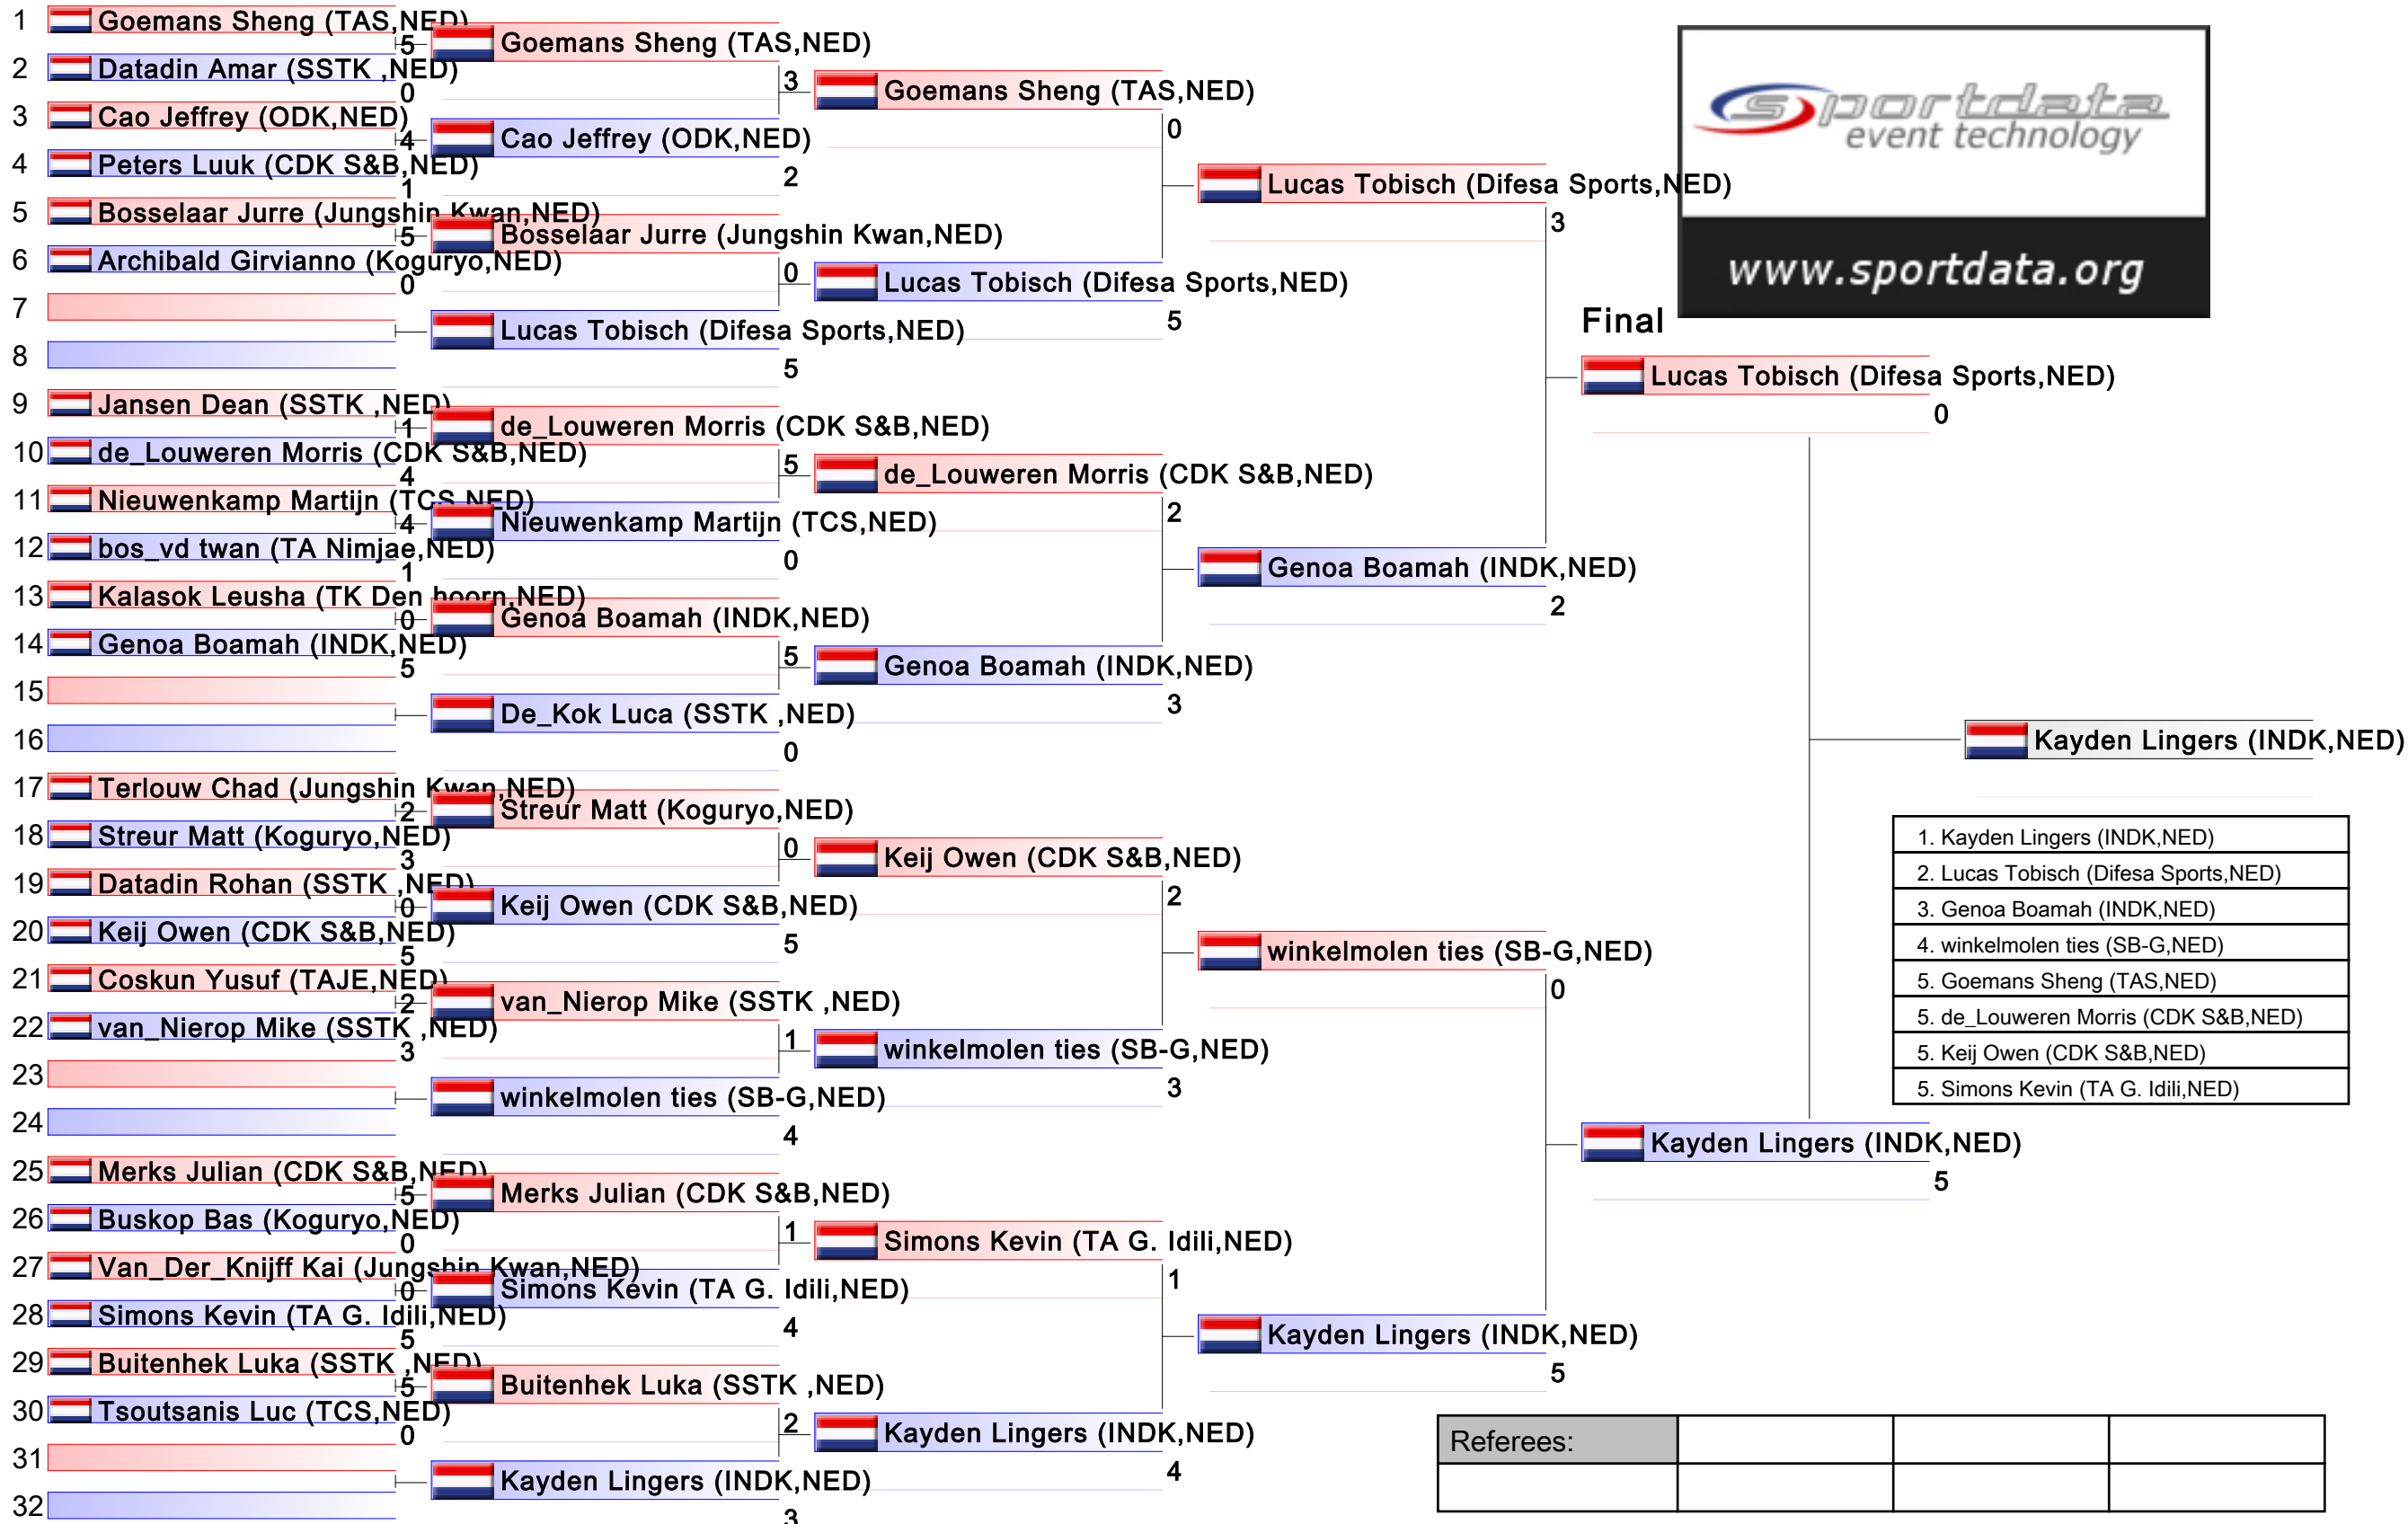 1 Goemans Sheng (TAS,NED)
5
2 Datadin Amar (SSTK ,NED)
0
3 Cao Jeffrey (ODK,NED)
4
4 Peters Luuk (CDK S&B,NED)
1
5 Bosselaar Jurre (Jungshin Kwan,NED)
5
6 Archibald Girvianno (Koguryo,NED)
0
7
8
9 Jansen Dean (SSTK ,NED)
1
10 de_Louweren Morris (CDK S&B,NED)
4
11 Nieuwenkamp Martijn (TCS,NED)
4
12 bos_vd twan (TA Nimjae,NED)
1
13 Kalasok Leusha (TK Den hoorn,NED)
0
14 Genoa Boamah (INDK,NED)
5
15
16
17 Terlouw Chad (Jungshin Kwan,NED)
2
18 Streur Matt (Koguryo,NED)
3
19 Datadin Rohan (SSTK ,NED)
0
20 Keij Owen (CDK S&B,NED)
5
21 Coskun Yusuf (TAJE,NED)
2
22 van_Nierop Mike (SSTK ,NED)
3
23
24
25 Merks Julian (CDK S&B,NED)
5
26 Buskop Bas (Koguryo,NED)
0
27 Van_Der_Knijff Kai (Jungshin Kwan,NED)
0
28 Simons Kevin (TA G. Idili,NED)
5
29 Buitenhek Luka (SSTK ,NED)
5
30 Tsoutsanis Luc (TCS,NED)
0
31
32
Goemans Sheng (TAS,NED)
3
Cao Jeffrey (ODK,NED)
2
Bosselaar Jurre (Jungshin Kwan,NED)
0
Lucas Tobisch (Difesa Sports,NED)
5
de_Louweren Morris (CDK S&B,NED)
5
Nieuwenkamp Martijn (TCS,NED)
0
Genoa Boamah (INDK,NED)
5
De_Kok Luca (SSTK ,NED)
0
Streur Matt (Koguryo,NED)
0
Keij Owen (CDK S&B,NED)
5
van_Nierop Mike (SSTK ,NED)
1
winkelmolen ties (SB-G,NED)
4
Merks Julian (CDK S&B,NED)
1
Simons Kevin (TA G. Idili,NED)
4
Buitenhek Luka (SSTK ,NED)
2
Kayden Lingers (INDK,NED)
3
Goemans Sheng (TAS,NED)
0
Lucas Tobisch (Difesa Sports,NED)
5
de_Louweren Morris (CDK S&B,NED)
2
Genoa Boamah (INDK,NED)
3
Keij Owen (CDK S&B,NED)
2
winkelmolen ties (SB-G,NED)
3
Simons Kevin (TA G. Idili,NED)
1
Kayden Lingers (INDK,NED)
4
Lucas Tobisch (Difesa Sports,NED)
3
Genoa Boamah (INDK,NED)
2
winkelmolen ties (SB-G,NED)
0
Kayden Lingers (INDK,NED)
5
sportdata
event technology
www.sportdata.org
Final
Lucas Tobisch (Difesa Sports,NED)
0
Kayden Lingers (INDK,NED)
5
Kayden Lingers (INDK,NED)
1. Kayden Lingers (INDK,NED)
2. Lucas Tobisch (Difesa Sports,NED)
3. Genoa Boamah (INDK,NED)
4. winkelmolen ties (SB-G,NED)
5. Goemans Sheng (TAS,NED)
5. de_Louweren Morris (CDK S&B,NED)
5. Keij Owen (CDK S&B,NED)
5. Simons Kevin (TA G. Idili,NED)
Referees: